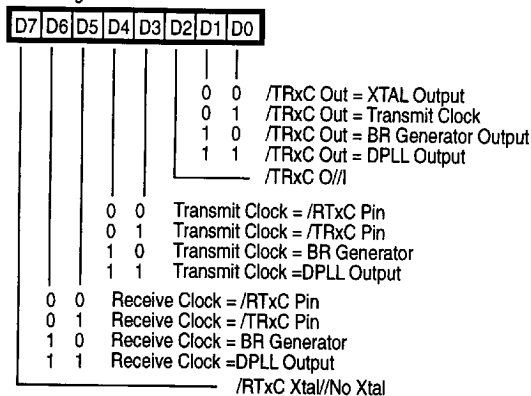 D7 D6 D5 D4 D3 D2 D1 D0
0 0 /TRxC Out = XTAL Output
0 1 /TRxC Out = Transmit Clock
1 0 /TRxC Out = BR Generator Output
1 1 /TRxC Out = DPLL Output
/TRxC O//I
0 0 Transmit Clock = /RTxC Pin
0 1 Transmit Clock = /TRxC Pin
1 0 Transmit Clock = BR Generator
1 1 Transmit Clock =DPLL Output
0 0 Receive Clock = /RTxC Pin
0 1 Receive Clock = /TRxC Pin
1 0 Receive Clock = BR Generator
1 1 Receive Clock =DPLL Output
/RTxC Xtal//No Xtal